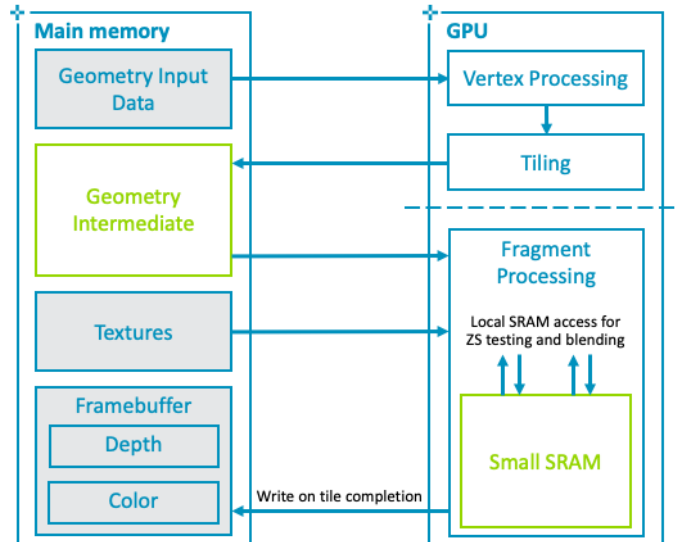 Main memory
Geometry Input
Data
Geometry
Intermediate
Textures
Framebuffer
Depth
Color
Write on tile completion
GPU
Vertex Processing
Tiling
Fragment
Processing
Local SRAM access for
ZS testing and blending
Small SRAM